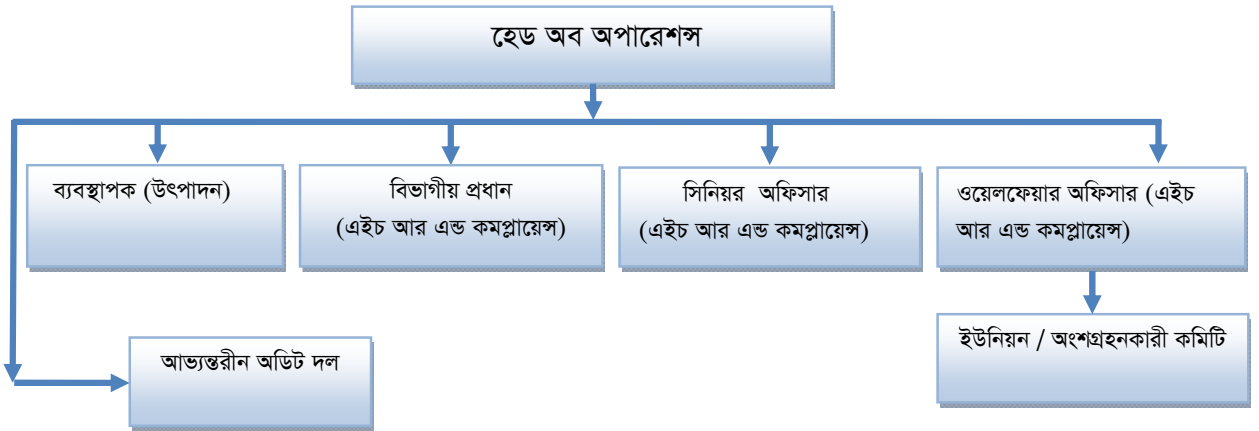 হেড অব অপারেশন্স
ব্যবস্থাপক (উৎপাদন)
বিভাগীয় প্রধান
(এইচ আর এন্ড কমপ্লায়েন্স)
সিনিয়র অফিসার
(এইচ আর এন্ড কমপ্লায়েন্স)
ওয়েলফেয়ার অফিসার (এইচ
আর এন্ড কমপ্লায়েন্স)
ইউনিয়ন / অংশগ্রহনকারী কমিটি
আভ্যন্তরীন অডিট দল